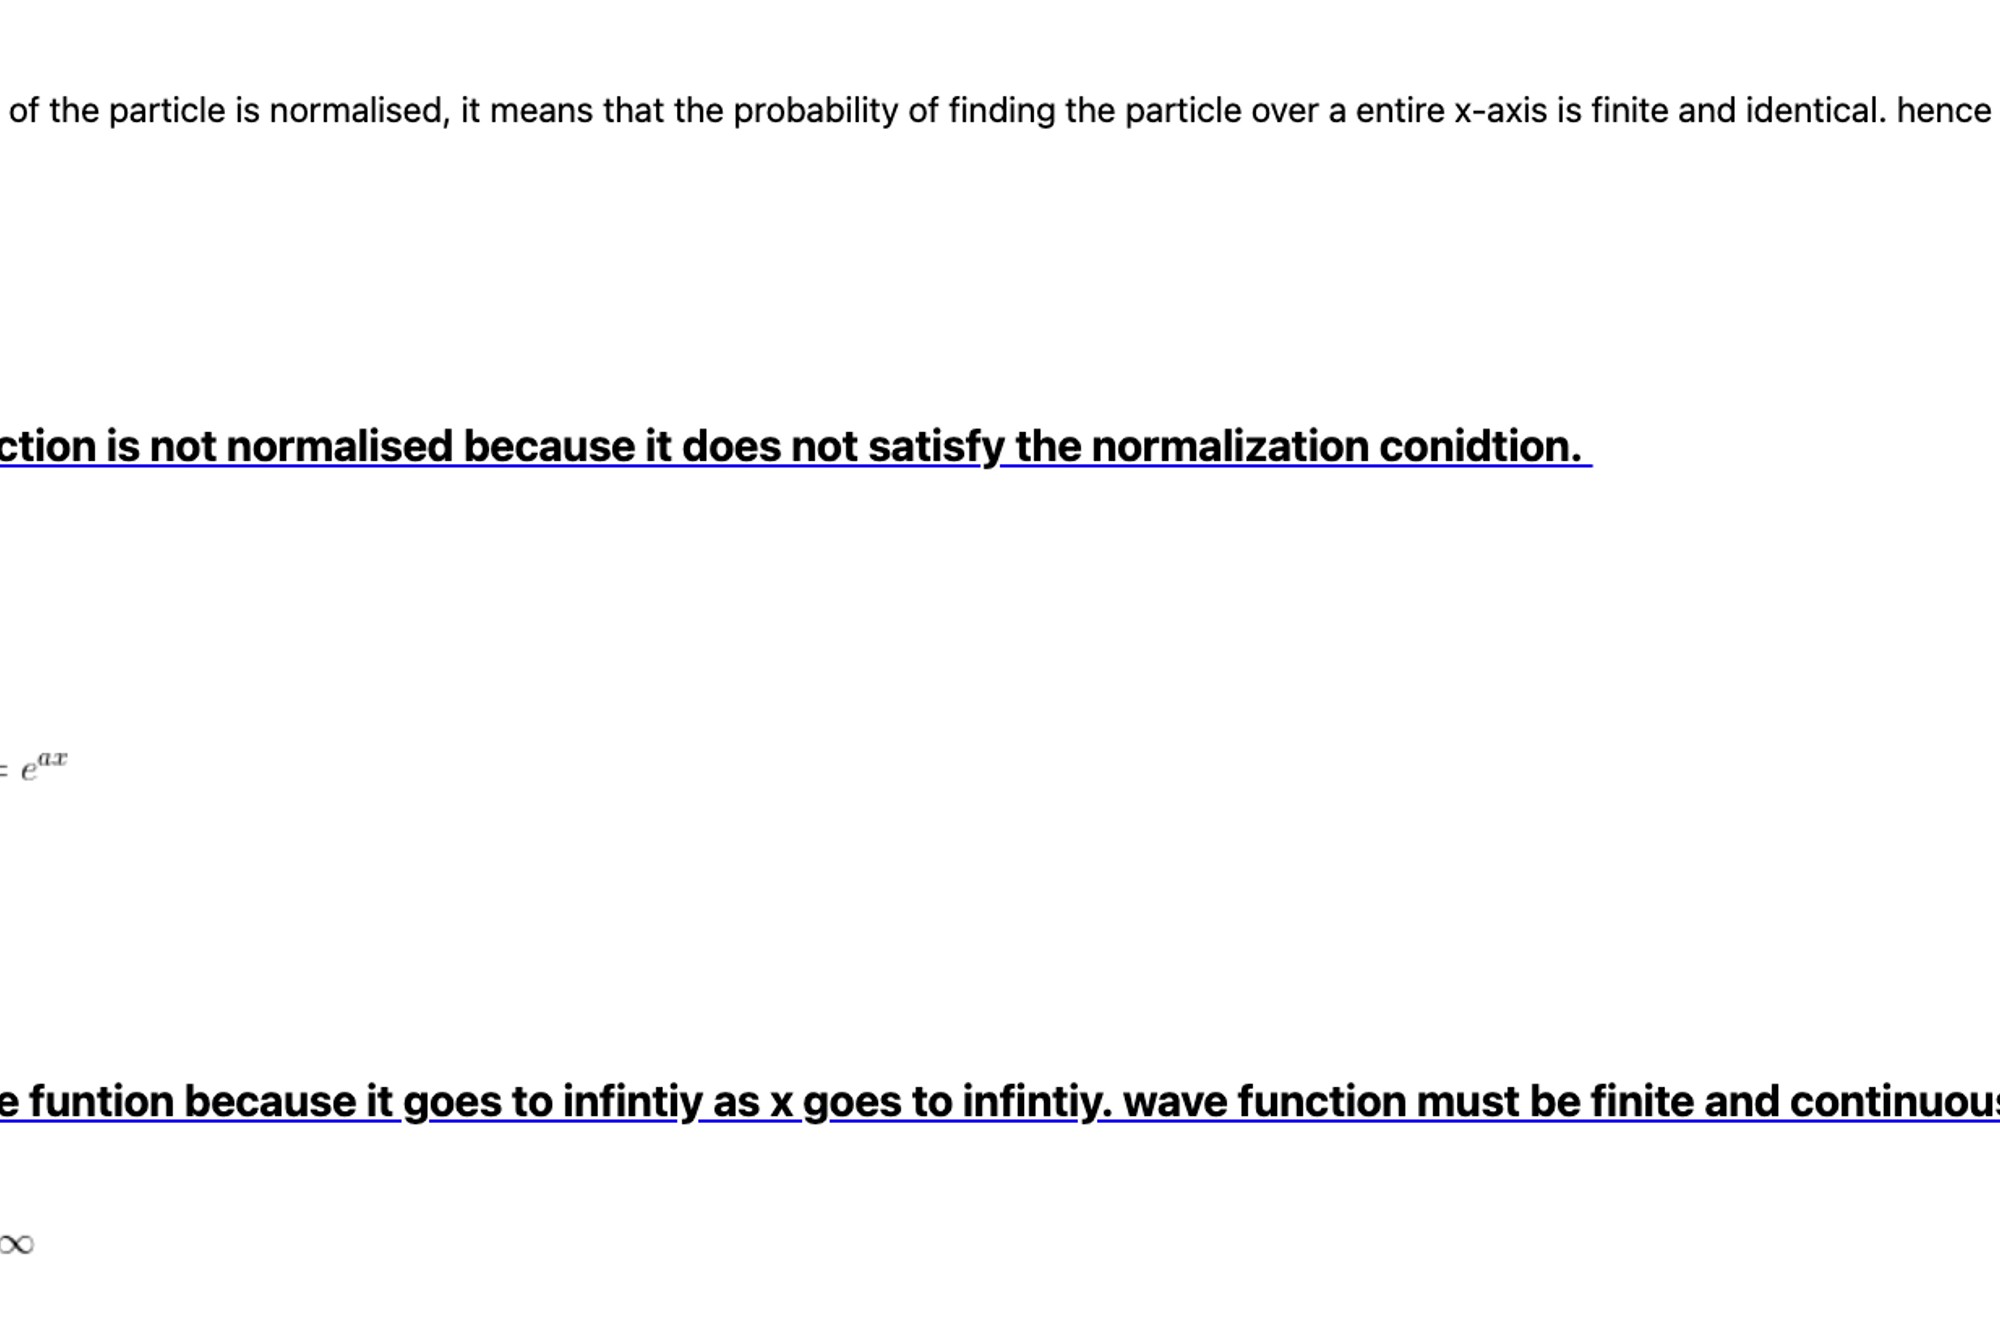 of the particle is normalised, it means that the probability of finding the particle over a entire x-axis is finite and identical. hence
ction is not normalised because it does not satisfy the normalization conidtion.
= e^{ax}
e funtion because it goes to infintiy as x goes to infintiy. wave function must be finite and continuous
∞